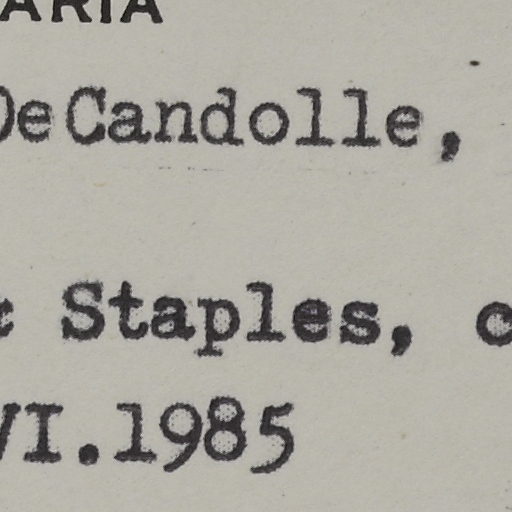 ARIA
DeCandolle,
Staples,
VI.1985